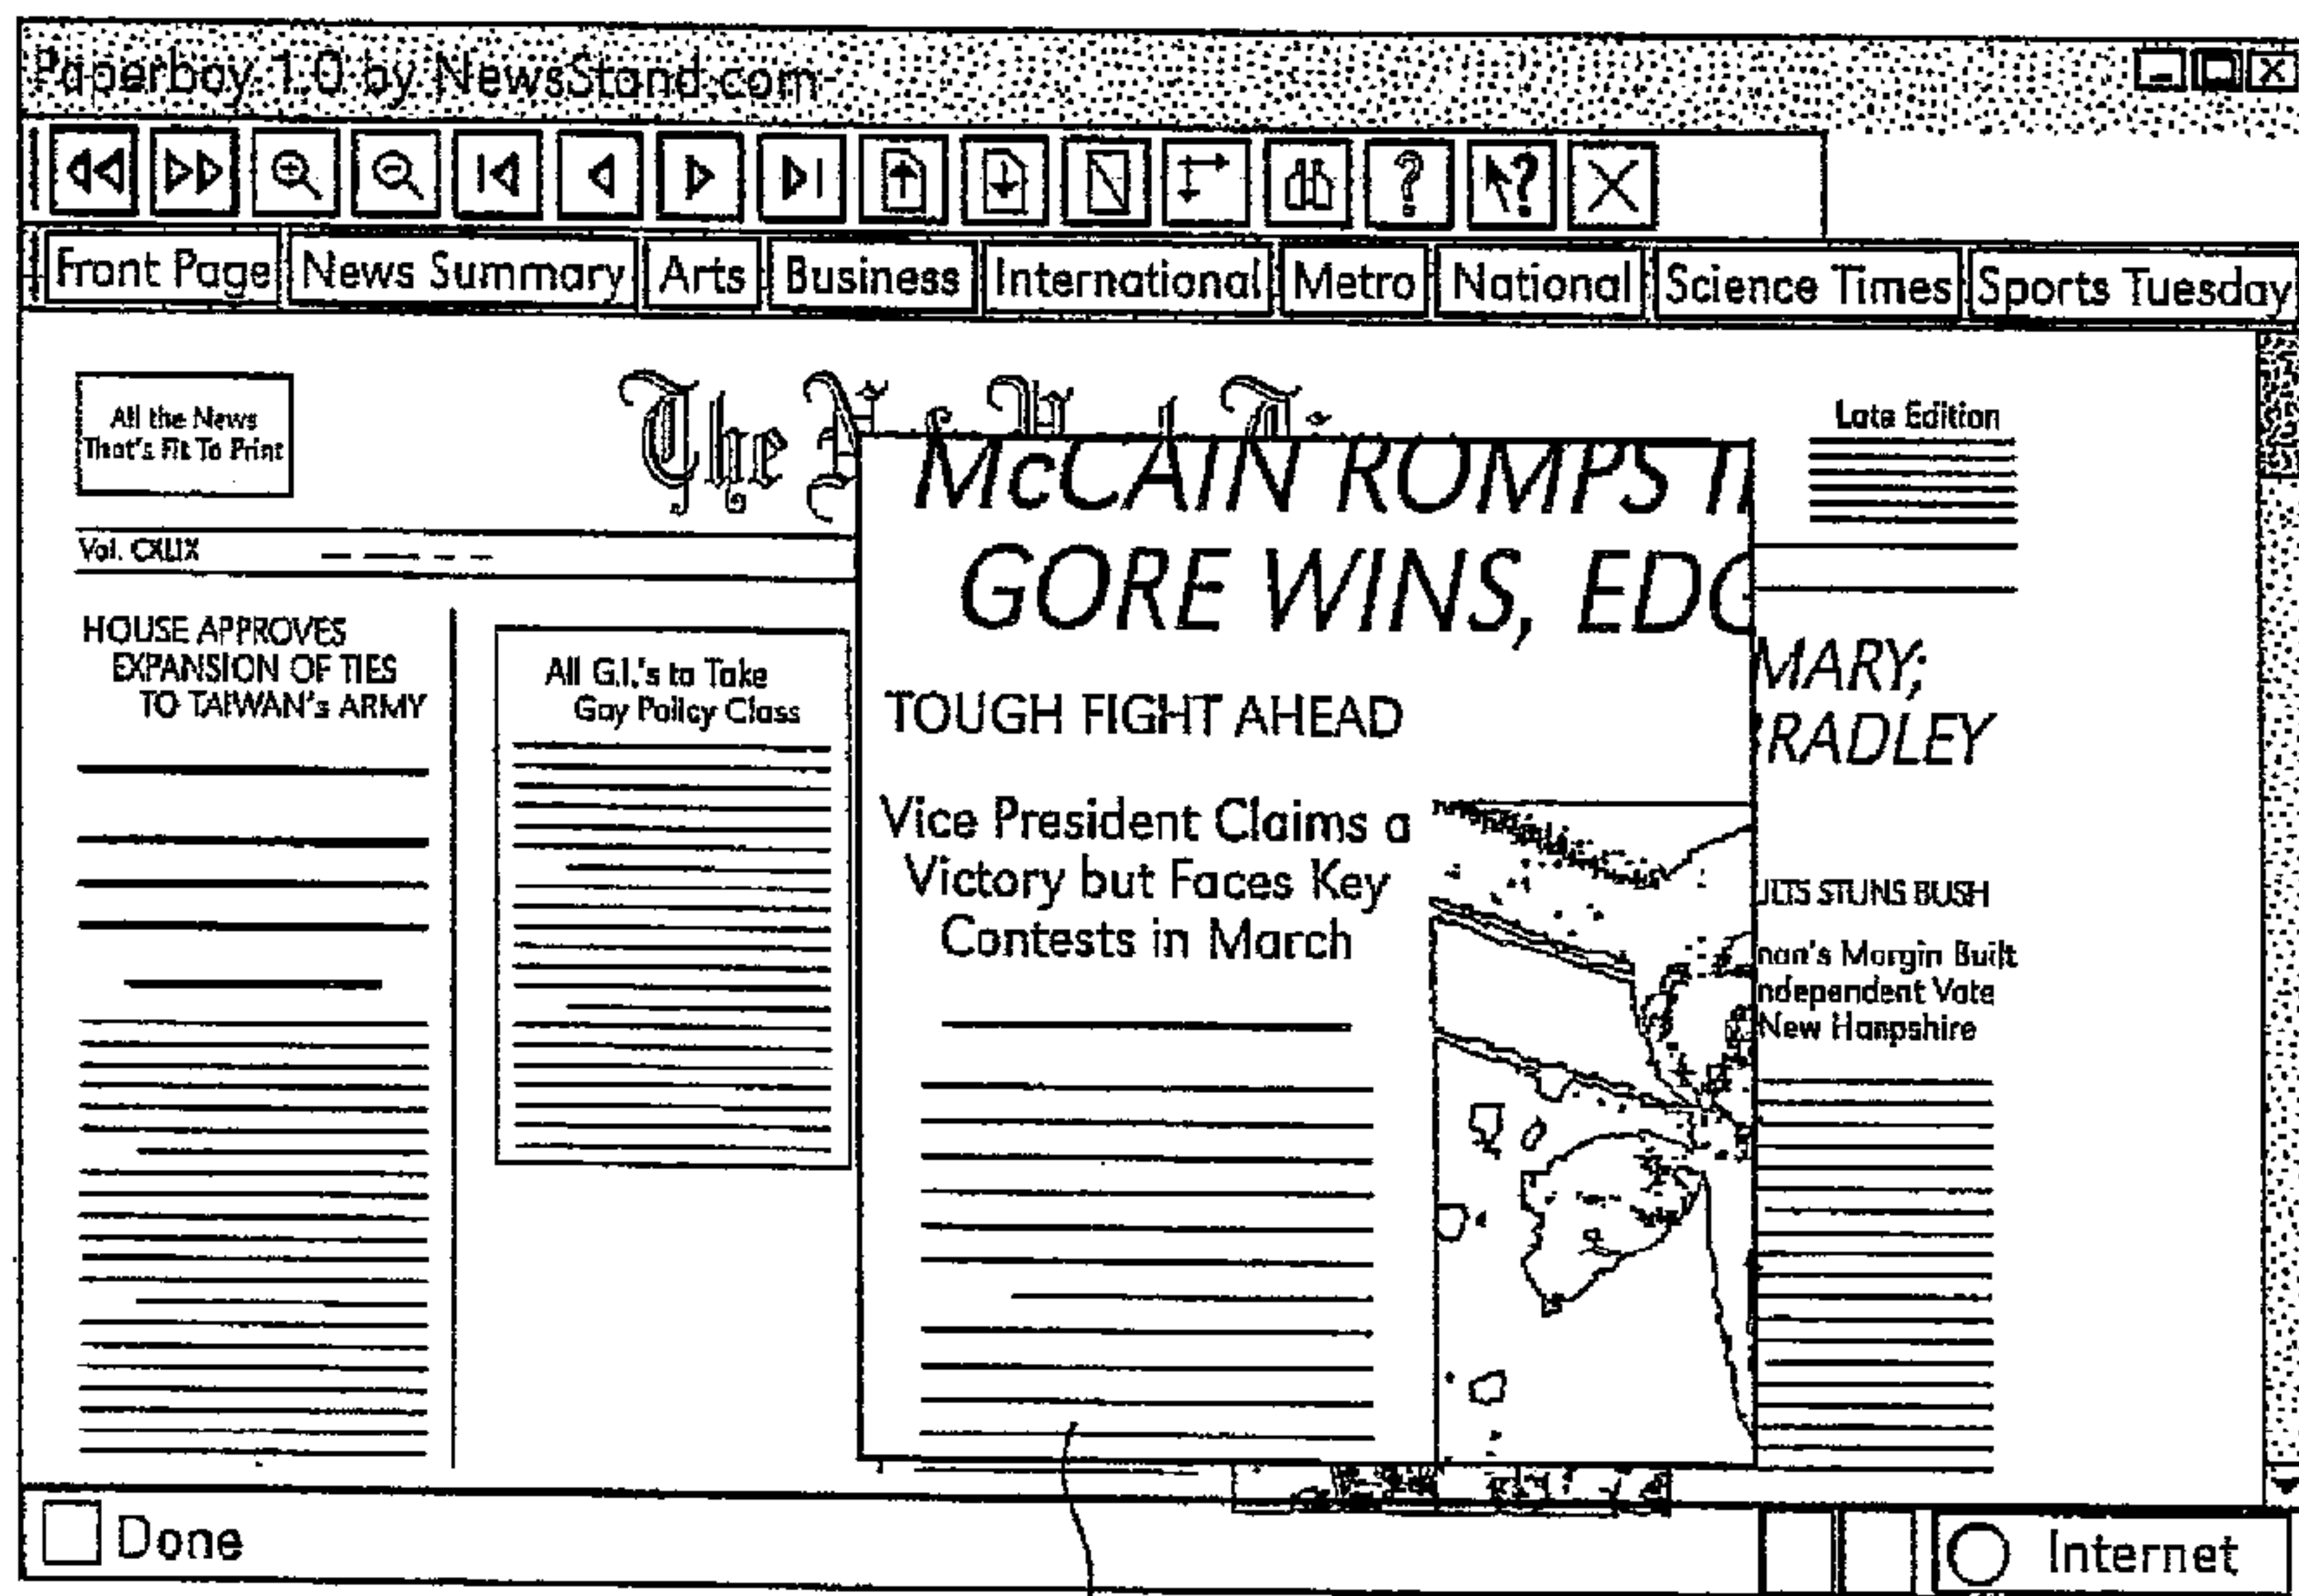 Paperboy 1.0 by NewsStand.com
Front Page News Summary Arts Business International Metro National Science Times Sports Tuesday
All the News
That's Fit To Print
The
Late Edition
Vol. CXLIX
HOUSE APPROVES
EXPANSION OF TIES
TO TAIWAN's ARMY
All G.I.'s to Take
Gay Policy Class
McCAIN ROMPS
GORE WINS, EDG
TOUGH FIGHT AHEAD
Vice President Claims a
Victory but Faces Key
Contests in March
MARY;
RADLEY
ULTS STUNS BUSH
nan's Margin Built
ndependent Vote
New Hanpshire
Done
Internet